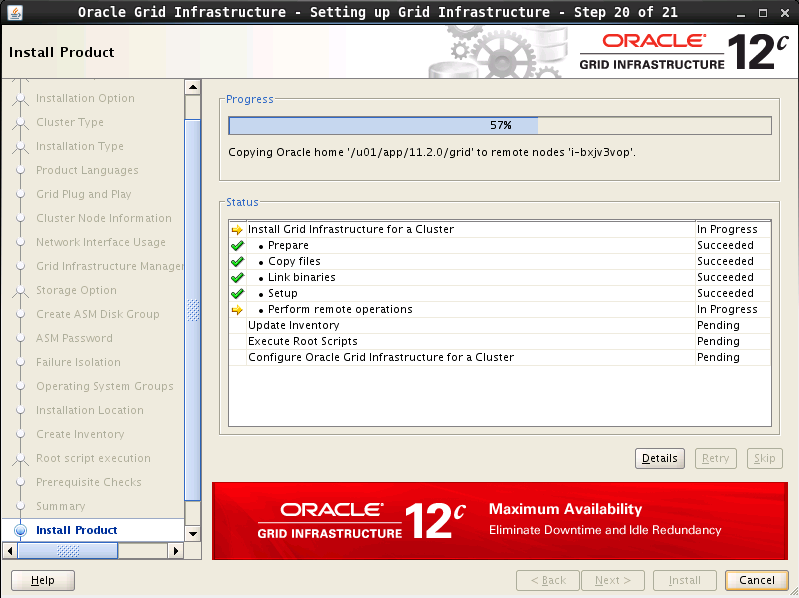 Oracle Grid Infrastructure - Setting up Grid Infrastructure - Step 20 of 21
Install Product
ORACLE
GRID INFRASTRUCTURE 12c
Installation Option
Cluster Type
Installation Type
Product Languages
Grid Plug and Play
Cluster Node Information
Network Interface Usage
Grid Infrastructure Manager
Storage Option
Create ASM Disk Group
ASM Password
Failure Isolation
Operating System Groups
Installation Location
Create Inventory
Root script execution
Prerequisite Checks
Summary
Install Product
Progress
57%
Copying Oracle home '/u01/app/11.2.0/grid' to remote nodes 'i-bxjv3vop'.
Status
Install Grid Infrastructure for a Cluster In Progress
• Prepare Succeeded
• Copy files Succeeded
• Link binaries Succeeded
• Setup Succeeded
• Perform remote operations In Progress
Update Inventory Pending
Execute Root Scripts Pending
Configure Oracle Grid Infrastructure for a Cluster Pending
Details Retry Skip
ORACLE
GRID INFRASTRUCTURE 12c
Maximum Availability
Eliminate Downtime and Idle Redundancy
Help < Back Next > Install Cancel